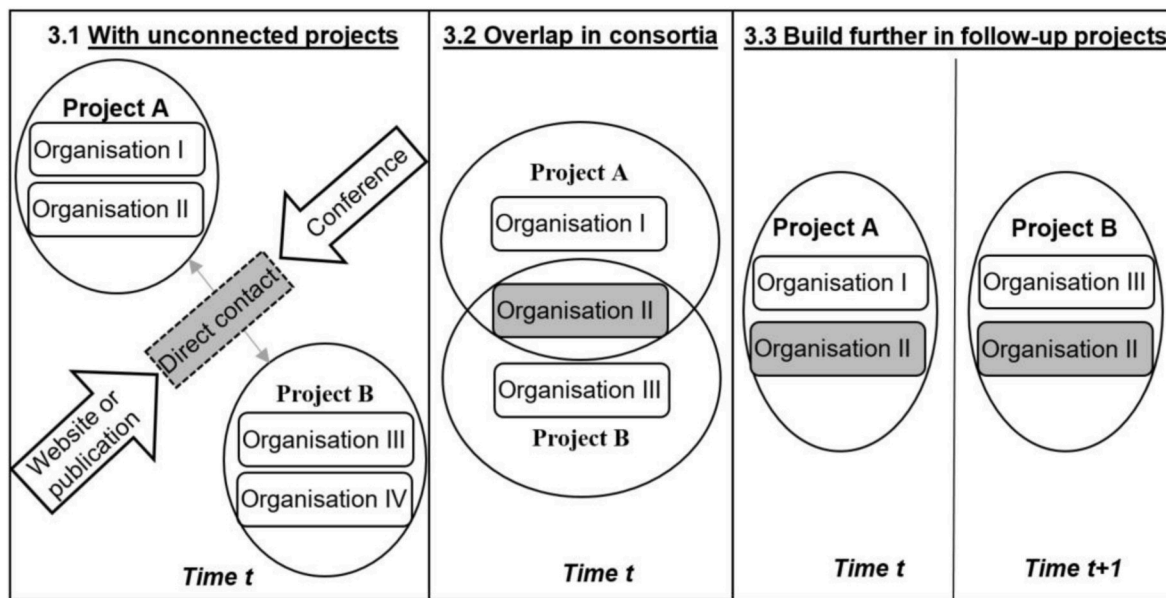 3.1 With unconnected projects
Project A
Organisation I
Organisation II
Conference
Direct contact
Website or
publication
Project B
Organisation III
Organisation IV
Time t
3.2 Overlap in consortia
Project A
Organisation I
Organisation II
Organisation III
Project B
Time t
3.3 Build further in follow-up projects
Project A
Organisation I
Organisation II
Time t
Project B
Organisation III
Organisation II
Time t+1